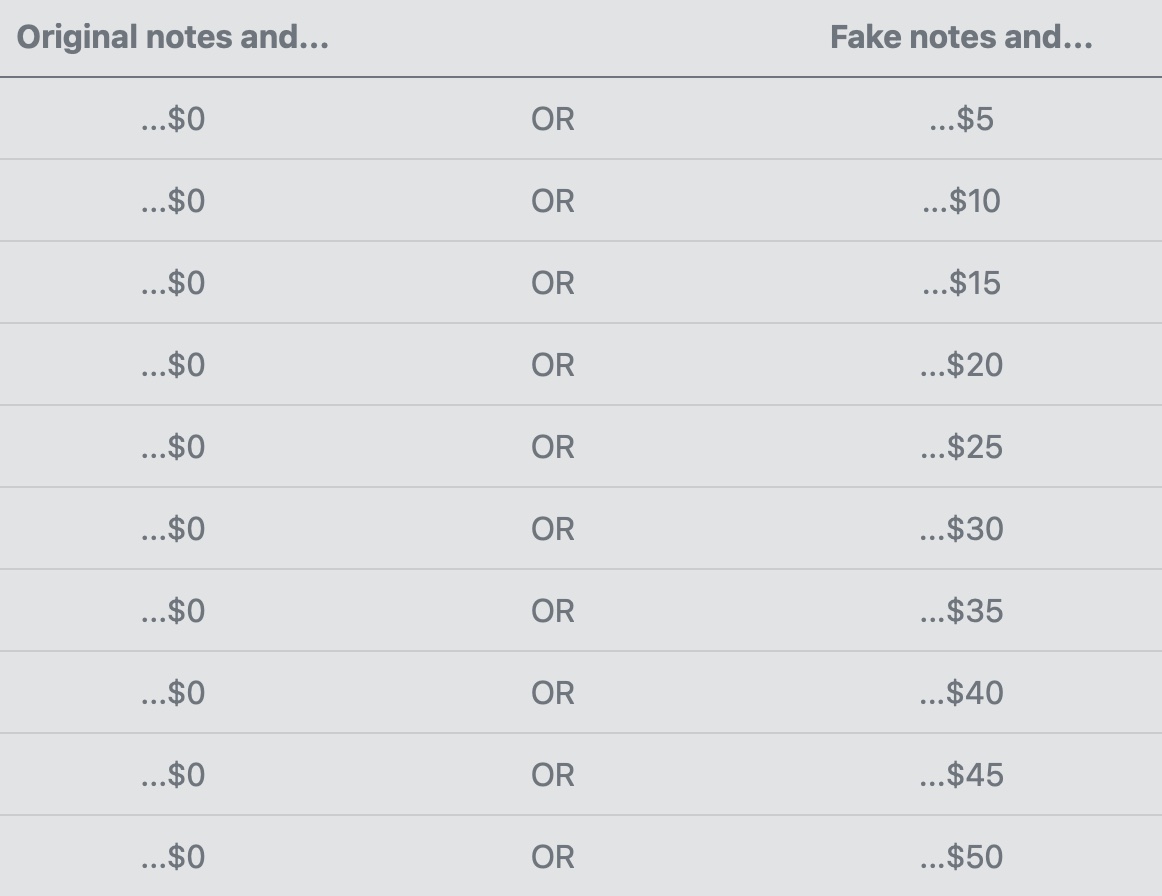 Original notes and... Fake notes and...
...$0 OR ...$5
...$0 OR ...$10
...$0 OR ...$15
...$0 OR ...$20
...$0 OR ...$25
...$0 OR ...$30
...$0 OR ...$35
...$0 OR ...$40
...$0 OR ...$45
...$0 OR ...$50